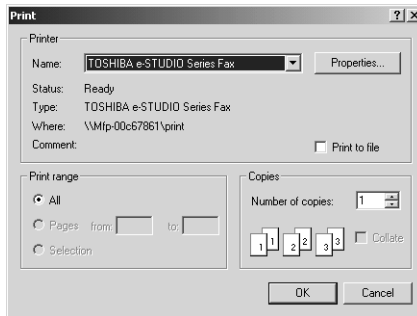 Print
Printer
Name: TOSHIBA e-STUDIO Series Fax Properties...
Status: Ready
Type: TOSHIBA e-STUDIO Series Fax
Where: \\Mfp-00c67861\print
Comment: Print to file
Print range
All
Pages from: to:
Selection
Copies
Number of copies: 1
1 1 2 2 3 3 Collate
OK Cancel